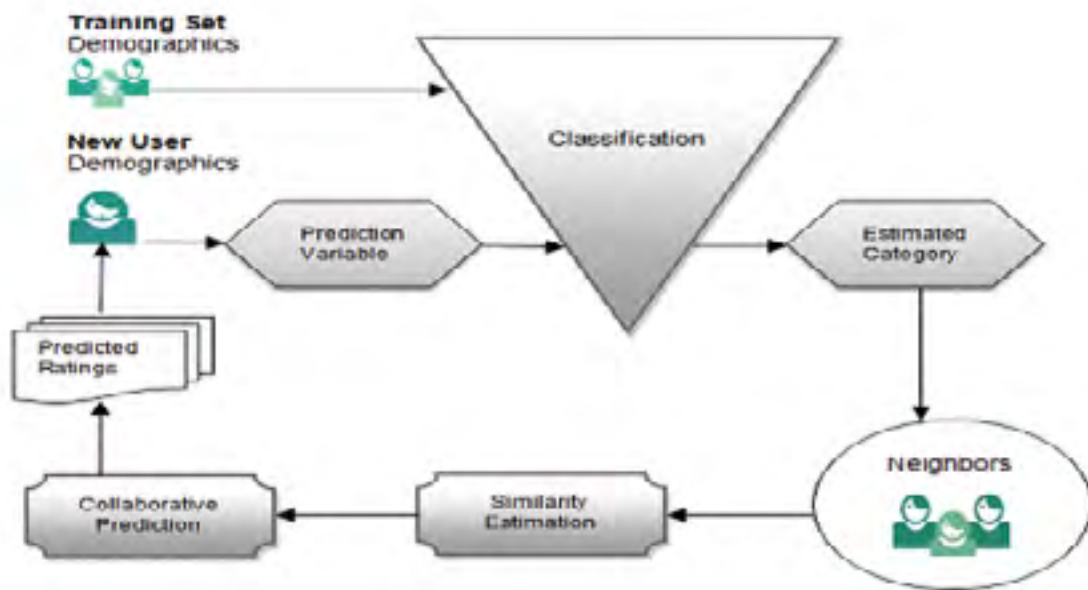 Training Set
Demographics
New User
Demographics
Classification
Prediction
Variable
Estimated
Category
Predicted
Ratings
Neighbors
Similarity
Estimation
Collaborative
Prediction